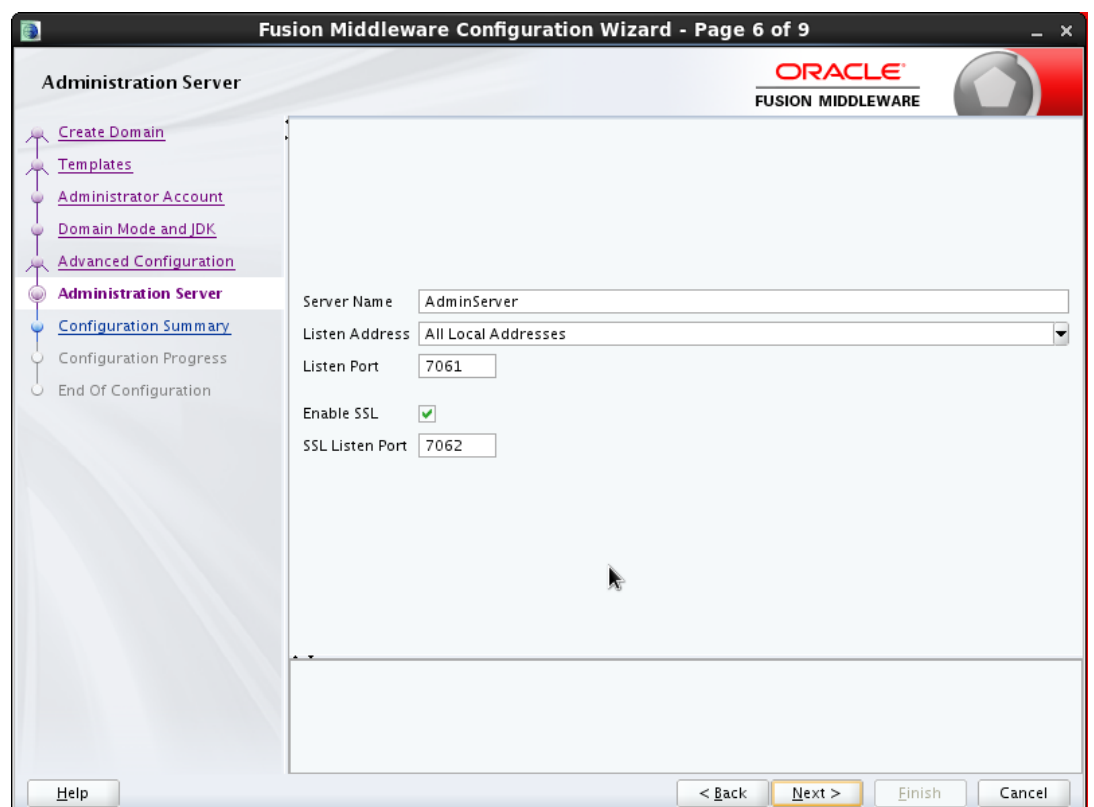 Fusion Middleware Configuration Wizard - Page 6 of 9
Administration Server
ORACLE
FUSION MIDDLEWARE
Create Domain
Templates
Administrator Account
Domain Mode and JDK
Advanced Configuration
Administration Server
Configuration Summary
Configuration Progress
End Of Configuration
Server Name AdminServer
Listen Address All Local Addresses
Listen Port 7061
Enable SSL
SSL Listen Port 7062
Help < Back Next > Finish Cancel